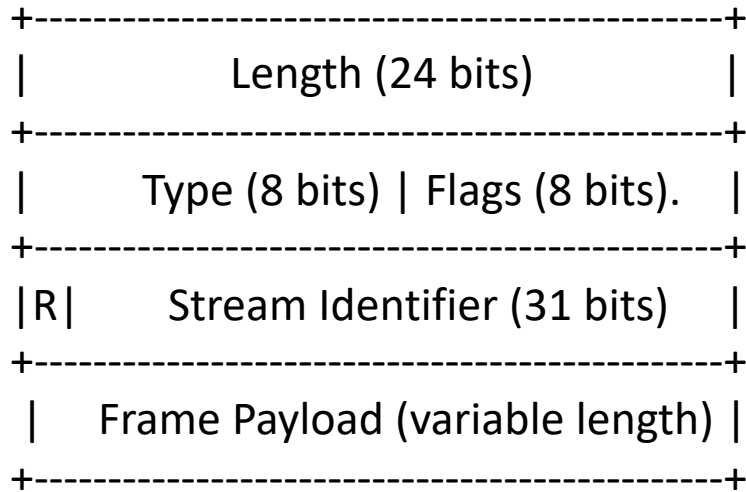 +-------------------------------------------------+
| Length (24 bits) |
+-------------------------------------------------+
| Type (8 bits) | Flags (8 bits). |
+-------------------------------------------------+
|R| Stream Identifier (31 bits) |
+-------------------------------------------------+
| Frame Payload (variable length) |
+-------------------------------------------------+